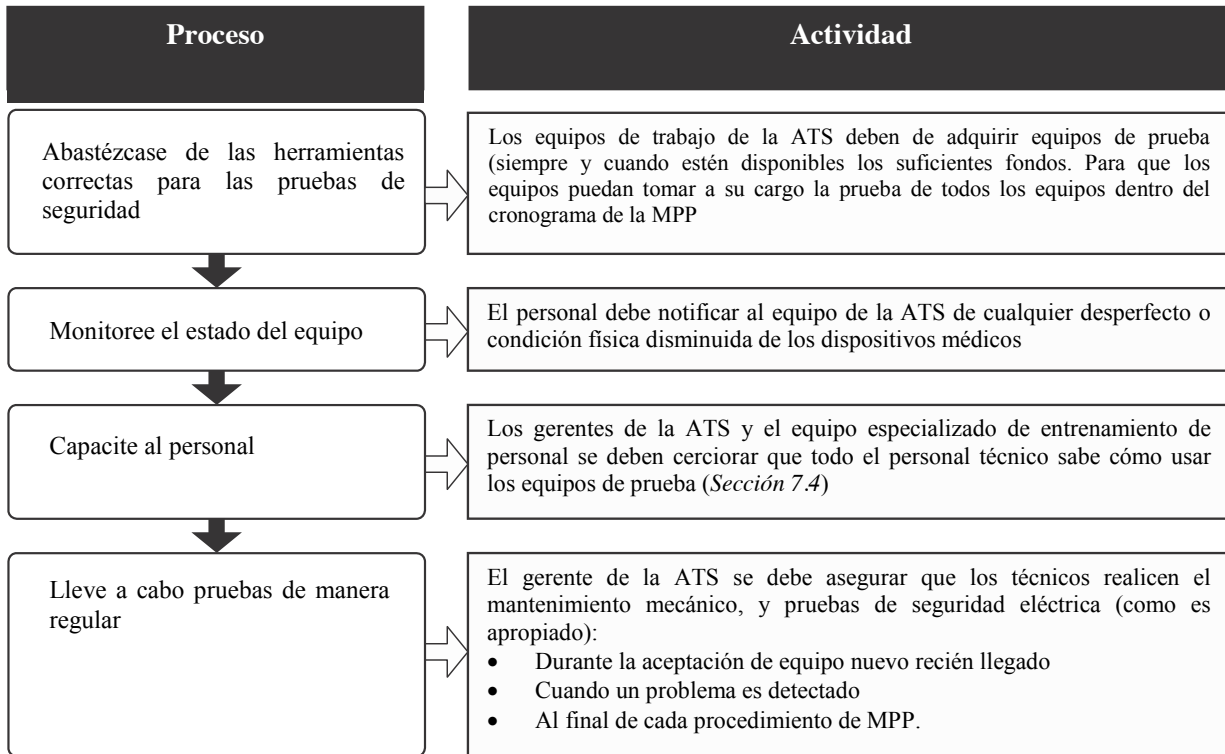 Proceso
Actividad
Abastézcase de las herramientas
correctas para las pruebas de
seguridad
Los equipos de trabajo de la ATS deben de adquirir equipos de prueba
(siempre y cuando estén disponibles los suficientes fondos. Para que los
equipos puedan tomar a su cargo la prueba de todos los equipos dentro del
cronograma de la MPP
Monitoree el estado del equipo
El personal debe notificar al equipo de la ATS de cualquier desperfecto o
condición física disminuida de los dispositivos médicos
Capacite al personal
Los gerentes de la ATS y el equipo especializado de entrenamiento de
personal se deben cerciorar que todo el personal técnico sabe cómo usar
los equipos de prueba (Sección 7.4)
Lleve a cabo pruebas de manera
regular
El gerente de la ATS se debe asegurar que los técnicos realicen el
mantenimiento mecánico, y pruebas de seguridad eléctrica (como es
apropiado):
• Durante la aceptación de equipo nuevo recién llegado
• Cuando un problema es detectado
• Al final de cada procedimiento de MPP.